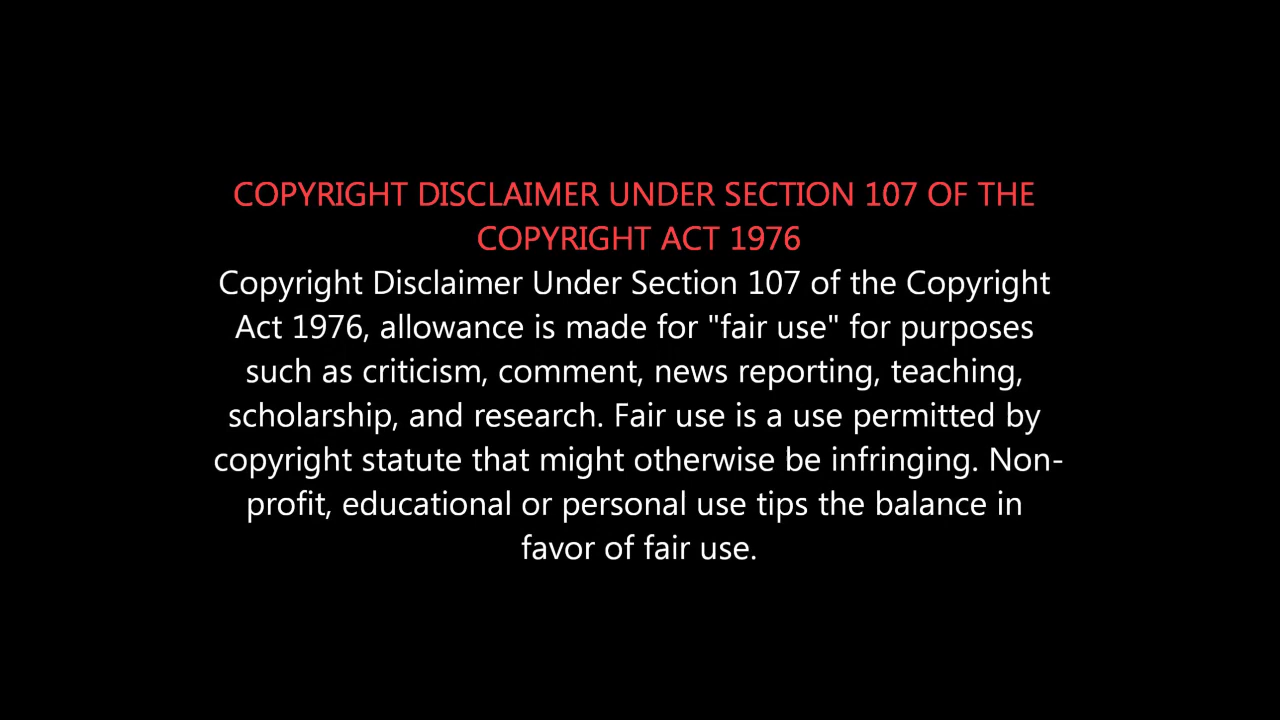 COPYRIGHT DISCLAIMER UNDER SECTION 107 OF THE
COPYRIGHT ACT 1976
Copyright Disclaimer Under Section 107 of the Copyright
Act 1976, allowance is made for "fair use" for purposes
such as criticism, comment, news reporting, teaching,
scholarship, and research. Fair use is a use permitted by
copyright statute that might otherwise be infringing. Non-
profit, educational or personal use tips the balance in
favor of fair use.